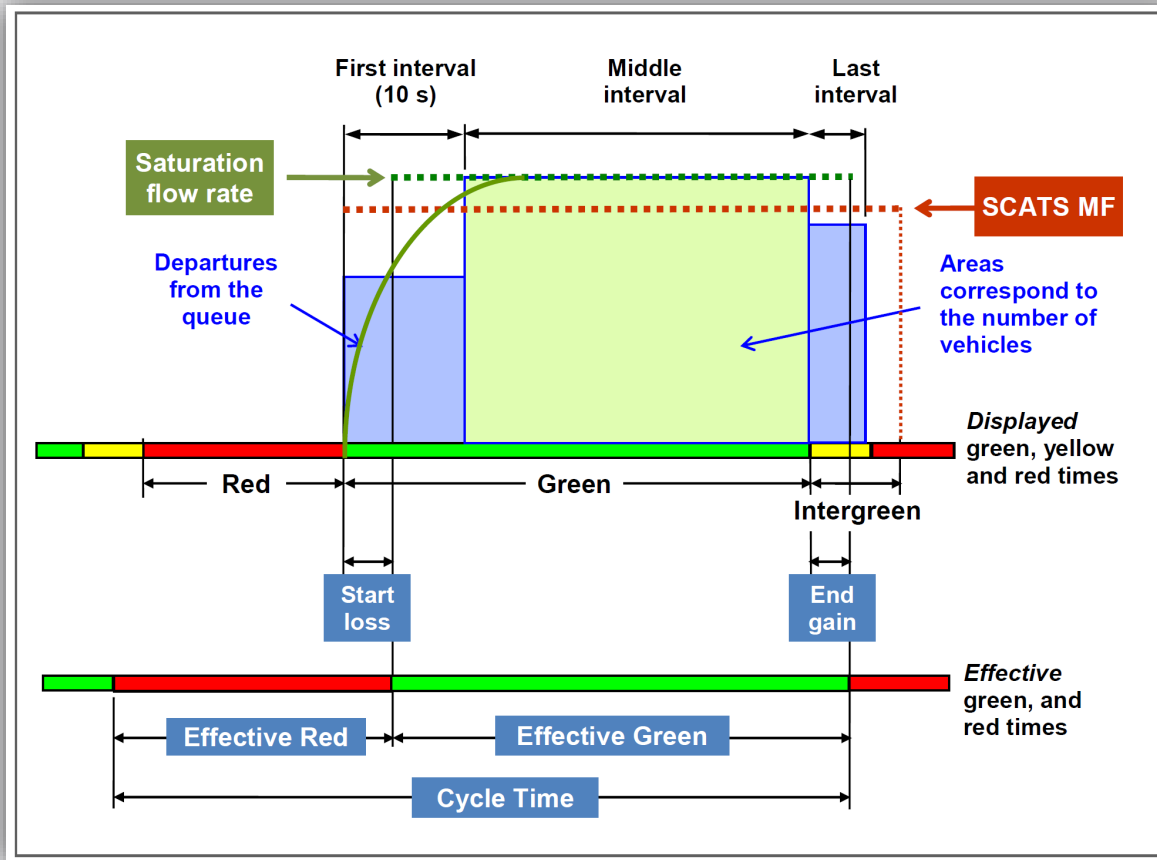 First interval
(10 s)
Middle
interval
Last
interval
Saturation
flow rate
SCATS MF
Departures
from the
queue
Areas
correspond to
the number of
vehicles
Displayed
green, yellow
and red times
Red
Green
Intergreen
Start
loss
End
gain
Effective
green, and
red times
Effective Red
Effective Green
Cycle Time